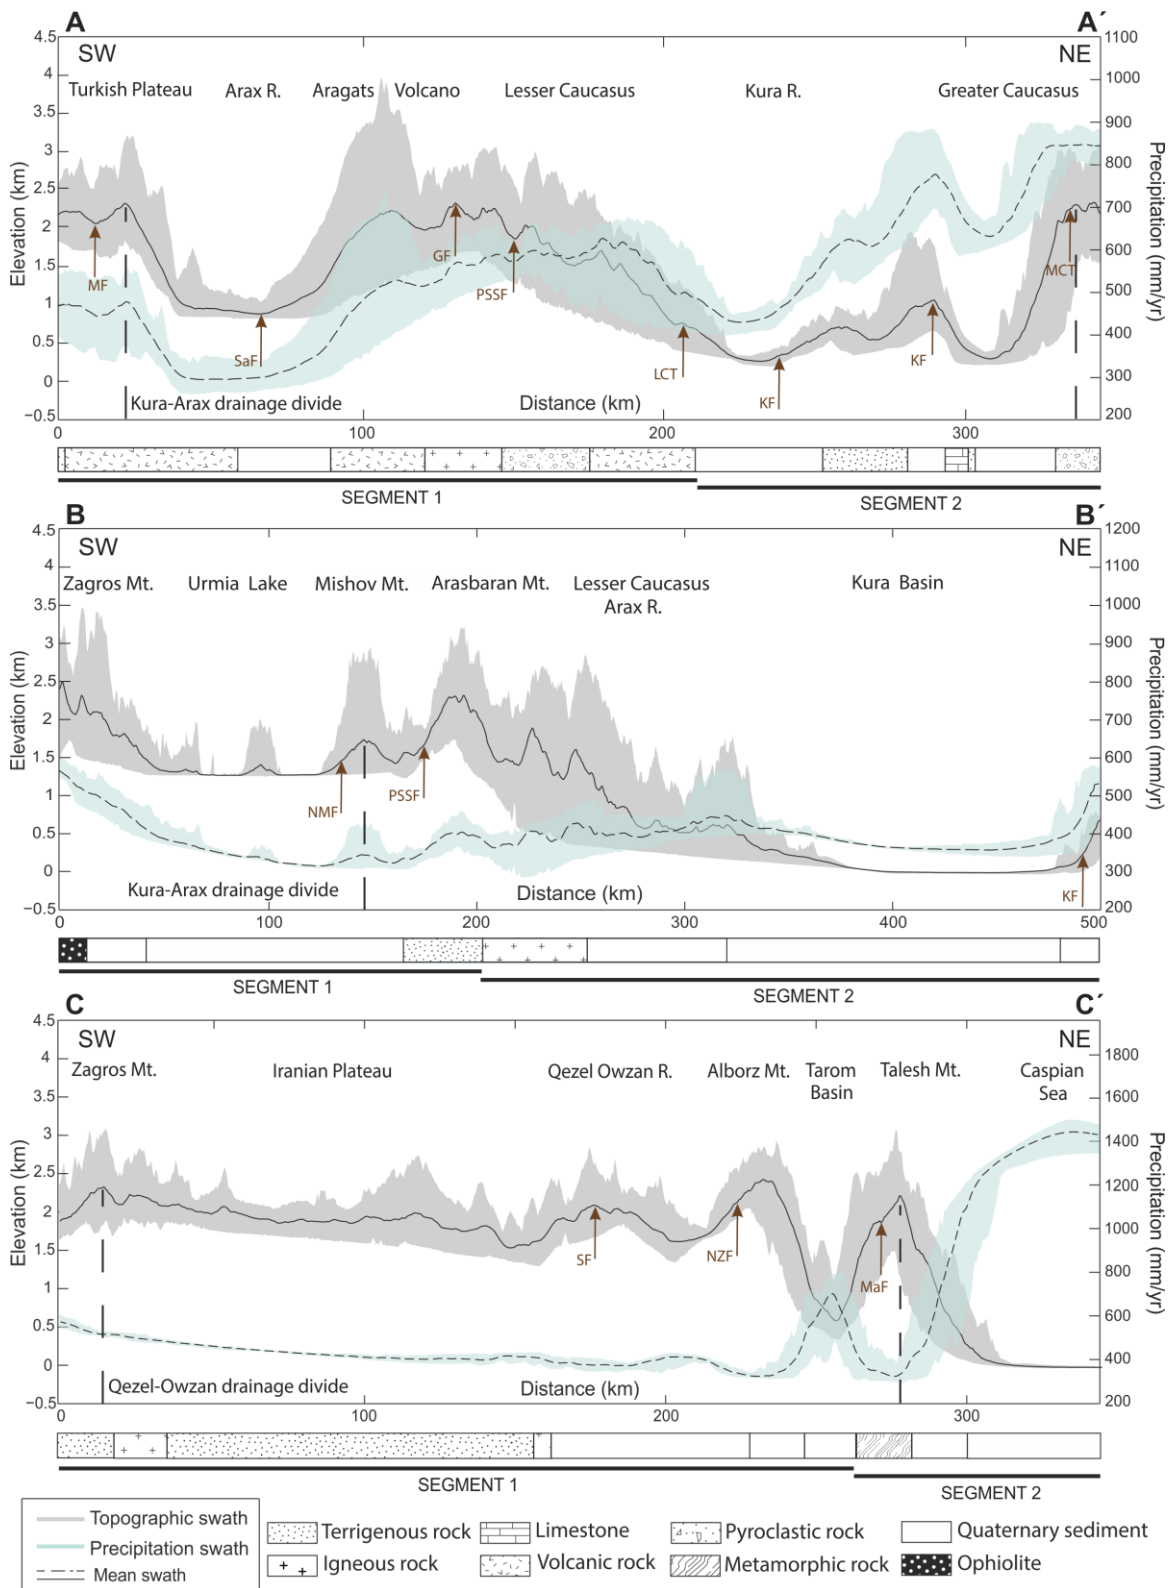 A A´
SW NE
Turkish Plateau Arax R. Aragats Volcano Lesser Caucasus Kura R. Greater Caucasus
Elevation (km)
4.5
4
3.5
3
2.5
2
1.5
1
0.5
0
−0.5
Precipitation (mm/yr)
1100
1000
900
800
700
600
500
400
300
200
MF
SaF
GF
PSSF
LCT
KF
KF
MCT
Kura-Arax drainage divide
Distance (km)
0 100 200 300
SEGMENT 1 SEGMENT 2
B B´
SW NE
Zagros Mt. Urmia Lake Mishov Mt. Arasbaran Mt. Lesser Caucasus Kura Basin
Arax R.
Elevation (km)
4.5
4
3.5
3
2.5
2
1.5
1
0.5
0
−0.5
Precipitation (mm/yr)
1200
1100
1000
900
800
700
600
500
400
300
200
NMF
PSSF
KF
Kura-Arax drainage divide
Distance (km)
0 100 200 300 400 500
SEGMENT 1 SEGMENT 2
C C´
SW NE
Zagros Mt. Iranian Plateau Qezel Owzan R. Alborz Mt. Tarom Talesh Mt. Caspian
Basin Sea
Elevation (km)
4.5
4
3.5
3
2.5
2
1.5
1
0.5
0
−0.5
Precipitation (mm/yr)
1800
1600
1400
1200
1000
800
600
400
200
SF
NZF
MaF
Qezel-Owzan drainage divide
Distance (km)
0 100 200 300
SEGMENT 1 SEGMENT 2
Topographic swath
Precipitation swath
Mean swath
Terrigenous rock Limestone Pyroclastic rock Quaternary sediment
Igneous rock Volcanic rock Metamorphic rock Ophiolite